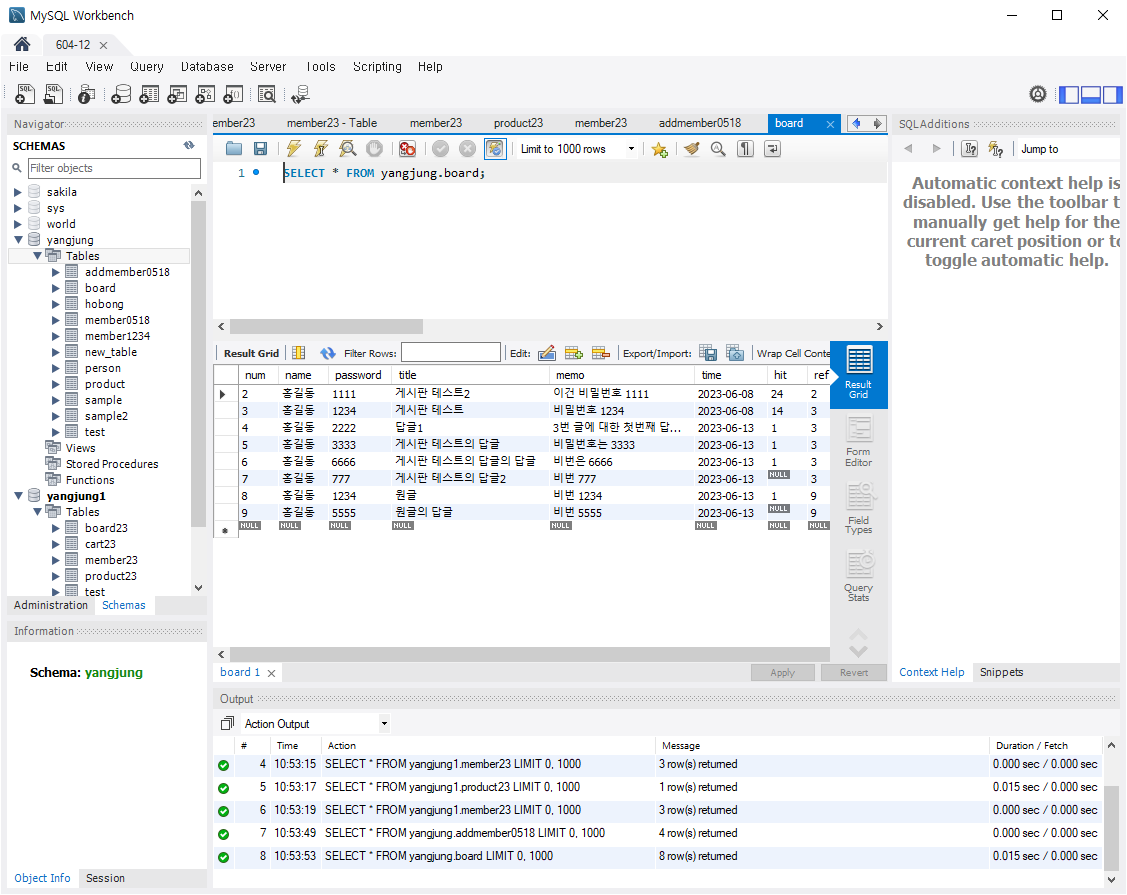 MySQL Workbench
604-12
File Edit View Query Database Server Tools Scripting Help
Navigator
SCHEMAS
Filter objects
sakila
sys
world
yangjung
Tables
addmember0518
board
hobong
member0518
member1234
new_table
person
product
sample
sample2
test
Views
Stored Procedures
Functions
yangjung1
Tables
board23
cart23
member23
product23
test
Administration Schemas
Information
Schema: yangjung
Object Info Session
ember23 member23 - Table member23 product23 member23 addmember0518 board
Limit to 1000 rows
1 SELECT * FROM yangjung.board;
Result Grid Filter Rows: Edit: Export/Import: Wrap Cell Conte
num name password title memo time hit ref
2 홍길동 1111 게시판 테스트2 이건 비밀번호 1111 2023-06-08 24 2
3 홍길동 1234 게시판 테스트 비밀번호 1234 2023-06-08 14 3
4 홍길동 2222 답글1 3번 글에 대한 첫번째 답... 2023-06-13 1 3
5 홍길동 3333 게시판 테스트의 답글 비밀번호는 3333 2023-06-13 1 3
6 홍길동 6666 게시판 테스트의 답글의 답글 비번은 6666 2023-06-13 1 3
7 홍길동 777 게시판 테스트의 답글2 비번 777 2023-06-13 NULL 3
8 홍길동 1234 원글 비번 1234 2023-06-13 1 9
9 홍길동 5555 원글의 답글 비번 5555 2023-06-13 NULL 9
NULL NULL NULL NULL NULL NULL NULL NULL
Result
Grid
Form
Editor
Field
Types
Query
Stats
board 1 Apply Revert
SQLAdditions
Jump to
Automatic context help is
disabled. Use the toolbar t
manually get help for the
current caret position or to
toggle automatic help.
Context Help Snippets
Output
Action Output
# Time Action Message Duration / Fetch
4 10:53:15 SELECT * FROM yangjung1.member23 LIMIT 0, 1000 3 row(s) returned 0.000 sec / 0.000 sec
5 10:53:17 SELECT * FROM yangjung1.product23 LIMIT 0, 1000 1 row(s) returned 0.015 sec / 0.000 sec
6 10:53:19 SELECT * FROM yangjung1.member23 LIMIT 0, 1000 3 row(s) returned 0.000 sec / 0.000 sec
7 10:53:49 SELECT * FROM yangjung.addmember0518 LIMIT 0, 1000 4 row(s) returned 0.000 sec / 0.000 sec
8 10:53:53 SELECT * FROM yangjung.board LIMIT 0, 1000 8 row(s) returned 0.015 sec / 0.000 sec